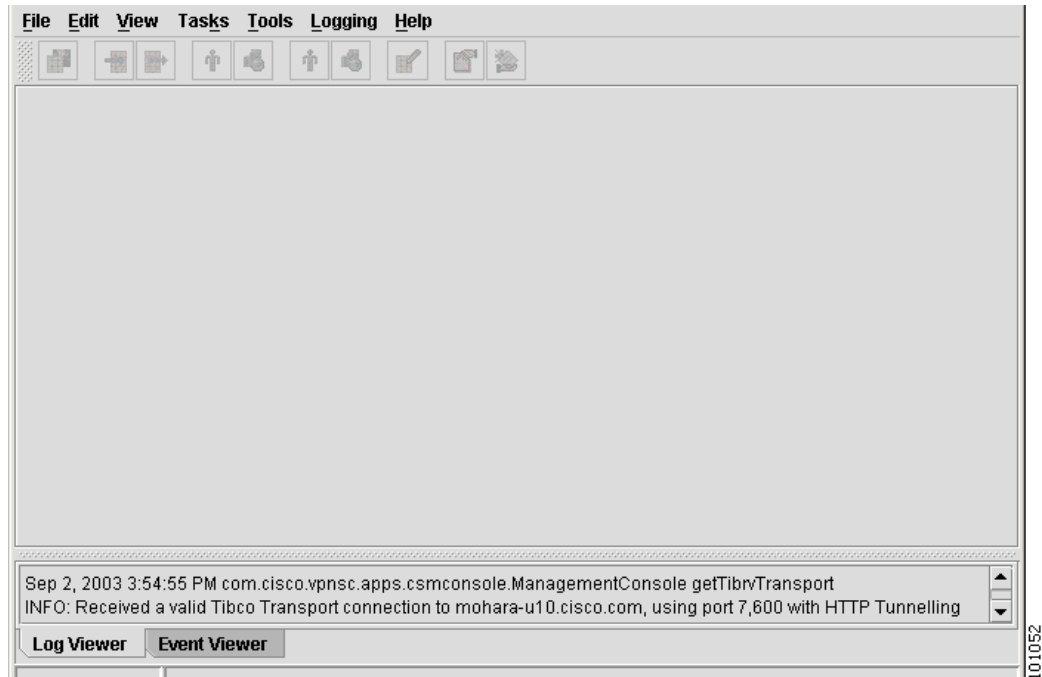 File Edit View Tasks Tools Logging Help
Sep 2, 2003 3:54:55 PM com.cisco.vpnsc.apps.csmconsole.ManagementConsole getTibrvTransport
INFO: Received a valid Tibco Transport connection to mohara-u10.cisco.com, using port 7,600 with HTTP Tunnelling
Log Viewer Event Viewer
101052